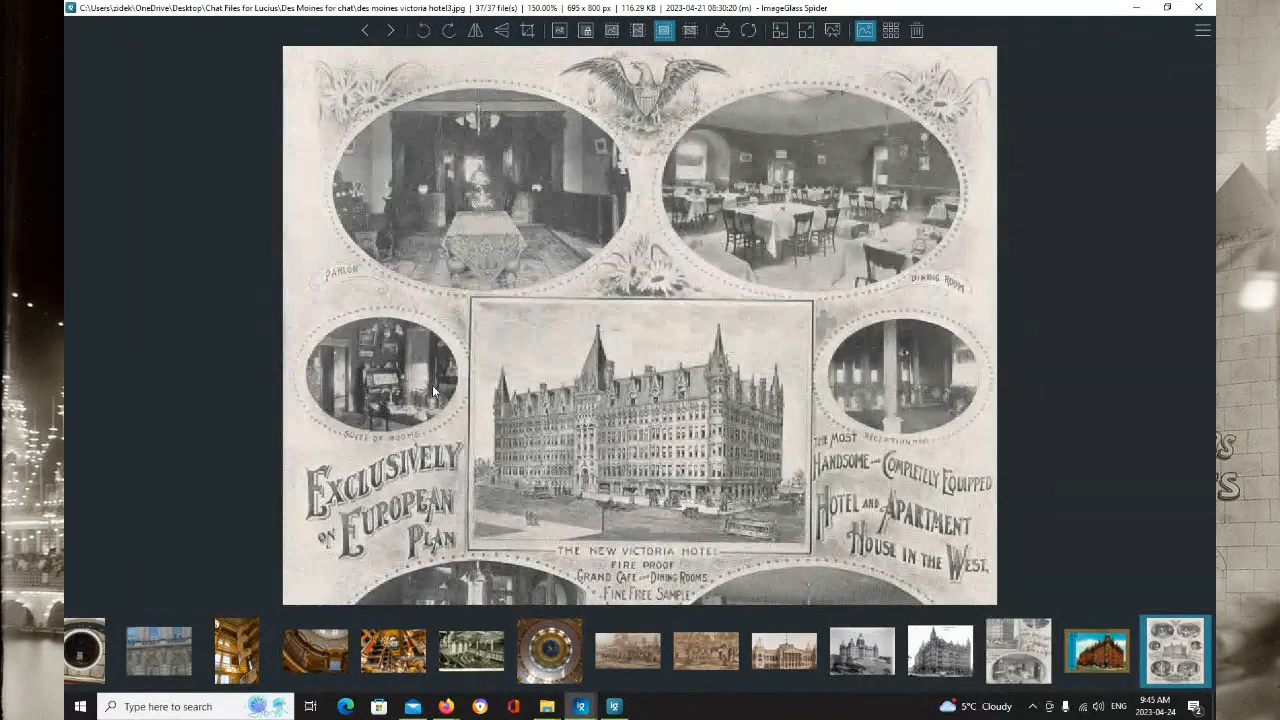 C:\Users\zidek\OneDrive\Desktop\Chat Files for Lucius\Des Moines for chat\des moines victoria hotel3.jpg | 37/37 file(s) | 150.00% | 695 x 800 px | 116.29 KB | 2023-04-21 08:30:20 (m) - ImageGlass Spider
PARLOR
DINING ROOM
SUITE OF ROOMS
EXCLUSIVELY
ON EUROPEAN
PLAN
THE MOST RECEPTION
HANDSOME AND COMPLETELY EQUIPPED
HOTEL AND APARTMENT
HOUSE IN THE WEST.
THE NEW VICTORIA HOTEL
FIRE PROOF
GRAND CAFE AND DINING ROOMS
FINE FREE SAMPLE
Type here to search
5°C Cloudy
ENG
9:45 AM
2023-04-24
2